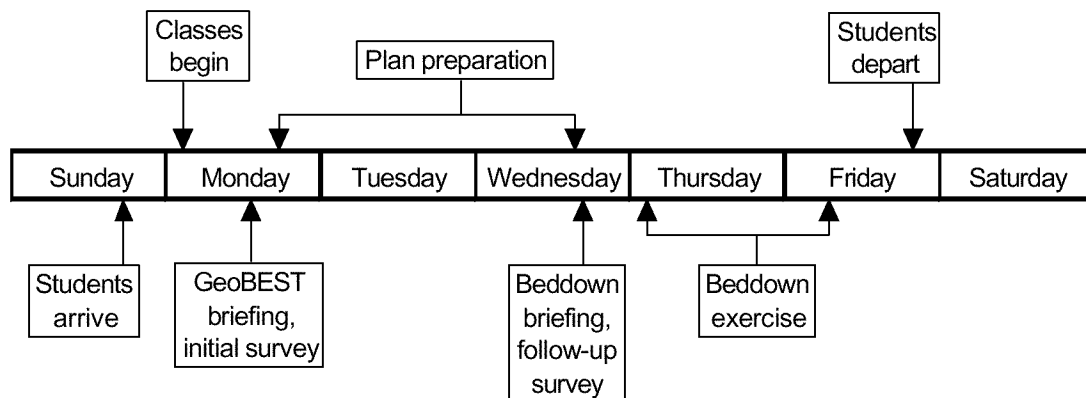 Classes
begin
Plan preparation
Students
depart
Sunday Monday Tuesday Wednesday Thursday Friday Saturday
Students
arrive
GeoBEST
briefing,
initial survey
Beddown
briefing,
follow-up
survey
Beddown
exercise